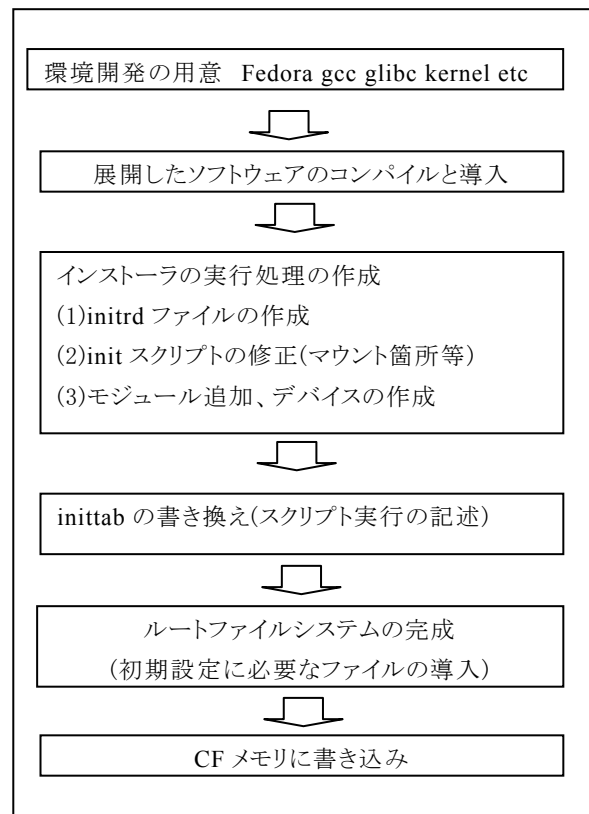 環境開発の用意 Fedora gcc glibc kernel etc
展開したソフトウェアのコンパイルと導入
インストーラの実行処理の作成
(1)initrd ファイルの作成
(2)init スクリプトの修正(マウント箇所等)
(3)モジュール追加、デバイスの作成
inittab の書き換え(スクリプト実行の記述)
ルートファイルシステムの完成
(初期設定に必要なファイルの導入)
CF メモリに書き込み